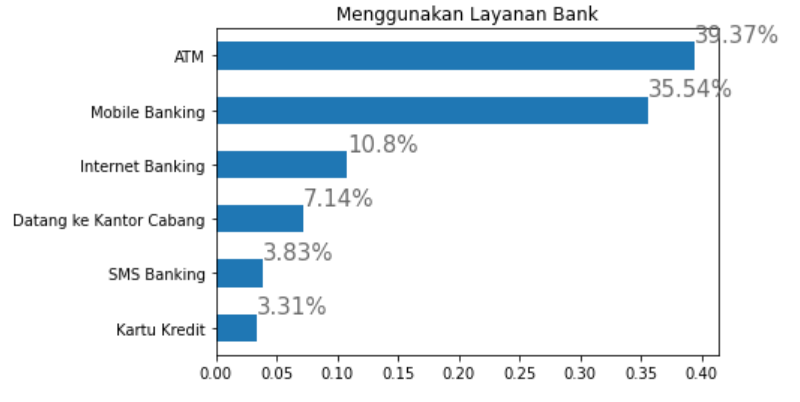 Menggunakan Layanan Bank
ATM
39.37%
Mobile Banking
35.54%
Internet Banking
10.8%
Datang ke Kantor Cabang
7.14%
SMS Banking
3.83%
Kartu Kredit
3.31%
0.00 0.05 0.10 0.15 0.20 0.25 0.30 0.35 0.40